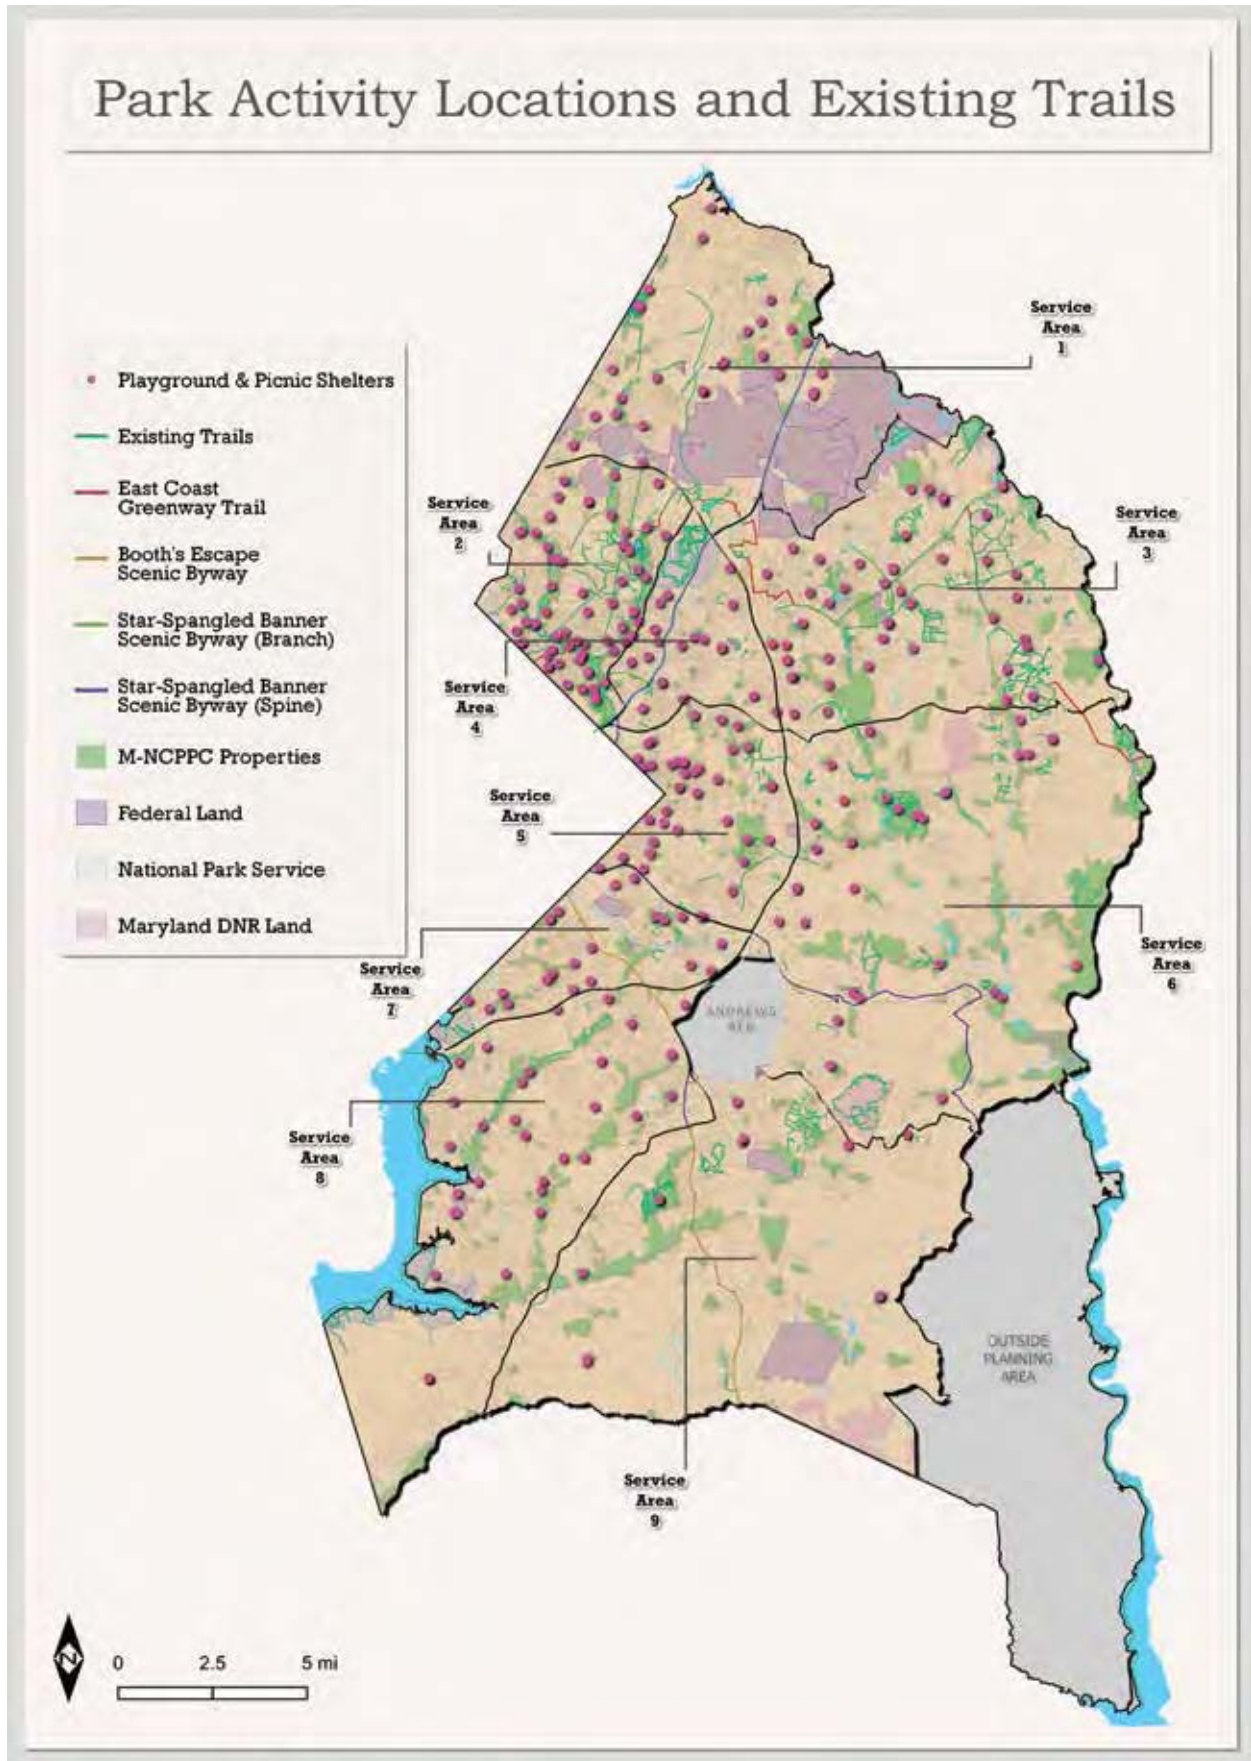 Park Activity Locations and Existing Trails
Service
Area
1
Playground & Picnic Shelters
Existing Trails
East Coast
Greenway Trail
Booth's Escape
Scenic Byway
Star-Spangled Banner
Scenic Byway (Branch)
Star-Spangled Banner
Scenic Byway (Spine)
M-NCPPC Properties
Federal Land
National Park Service
Maryland DNR Land
Service
Area
2
Service
Area
3
Service
Area
4
Service
Area
5
Service
Area
6
Service
Area
7
ANDREWS
AFB
Service
Area
8
OUTSIDE
PLANNING
AREA
Service
Area
9
N
0 2.5 5 mi